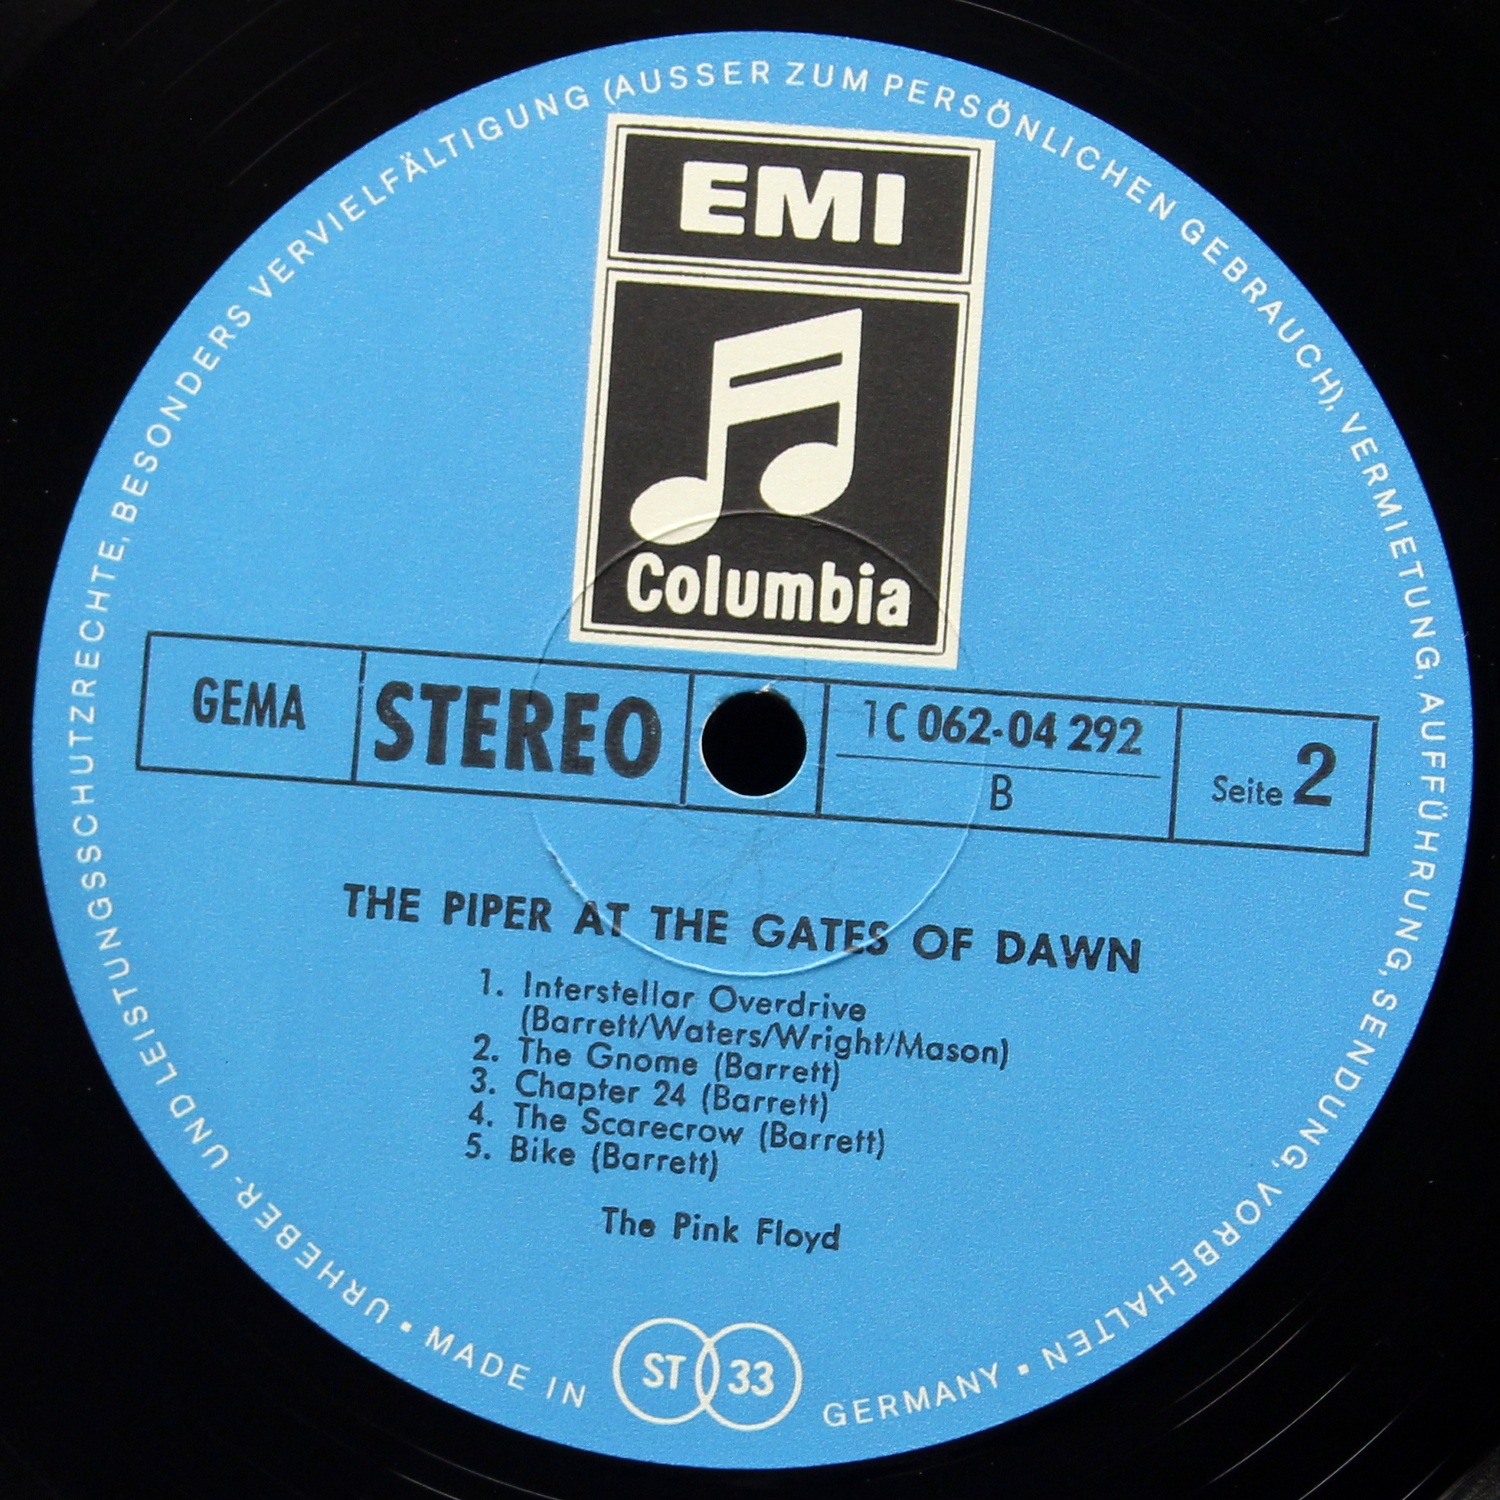 URHEBER- UND LEISTUNGSSCHUTZRECHTE, BESONDERS VERVIELFÄLTIGUNG (AUSSER ZUM PERSÖNLICHEN GEBRAUCH), VERMIETUNG, AUFFÜHRUNG, SENDUNG, VORBEHALTEN
EMI
Columbia
GEMA
STEREO
1C 062-04 292
B
Seite 2
THE PIPER AT THE GATES OF DAWN
1. Interstellar Overdrive
(Barrett/Waters/Wright/Mason)
2. The Gnome (Barrett)
3. Chapter 24 (Barrett)
4. The Scarecrow (Barrett)
5. Bike (Barrett)
The Pink Floyd
ST 33
MADE IN GERMANY